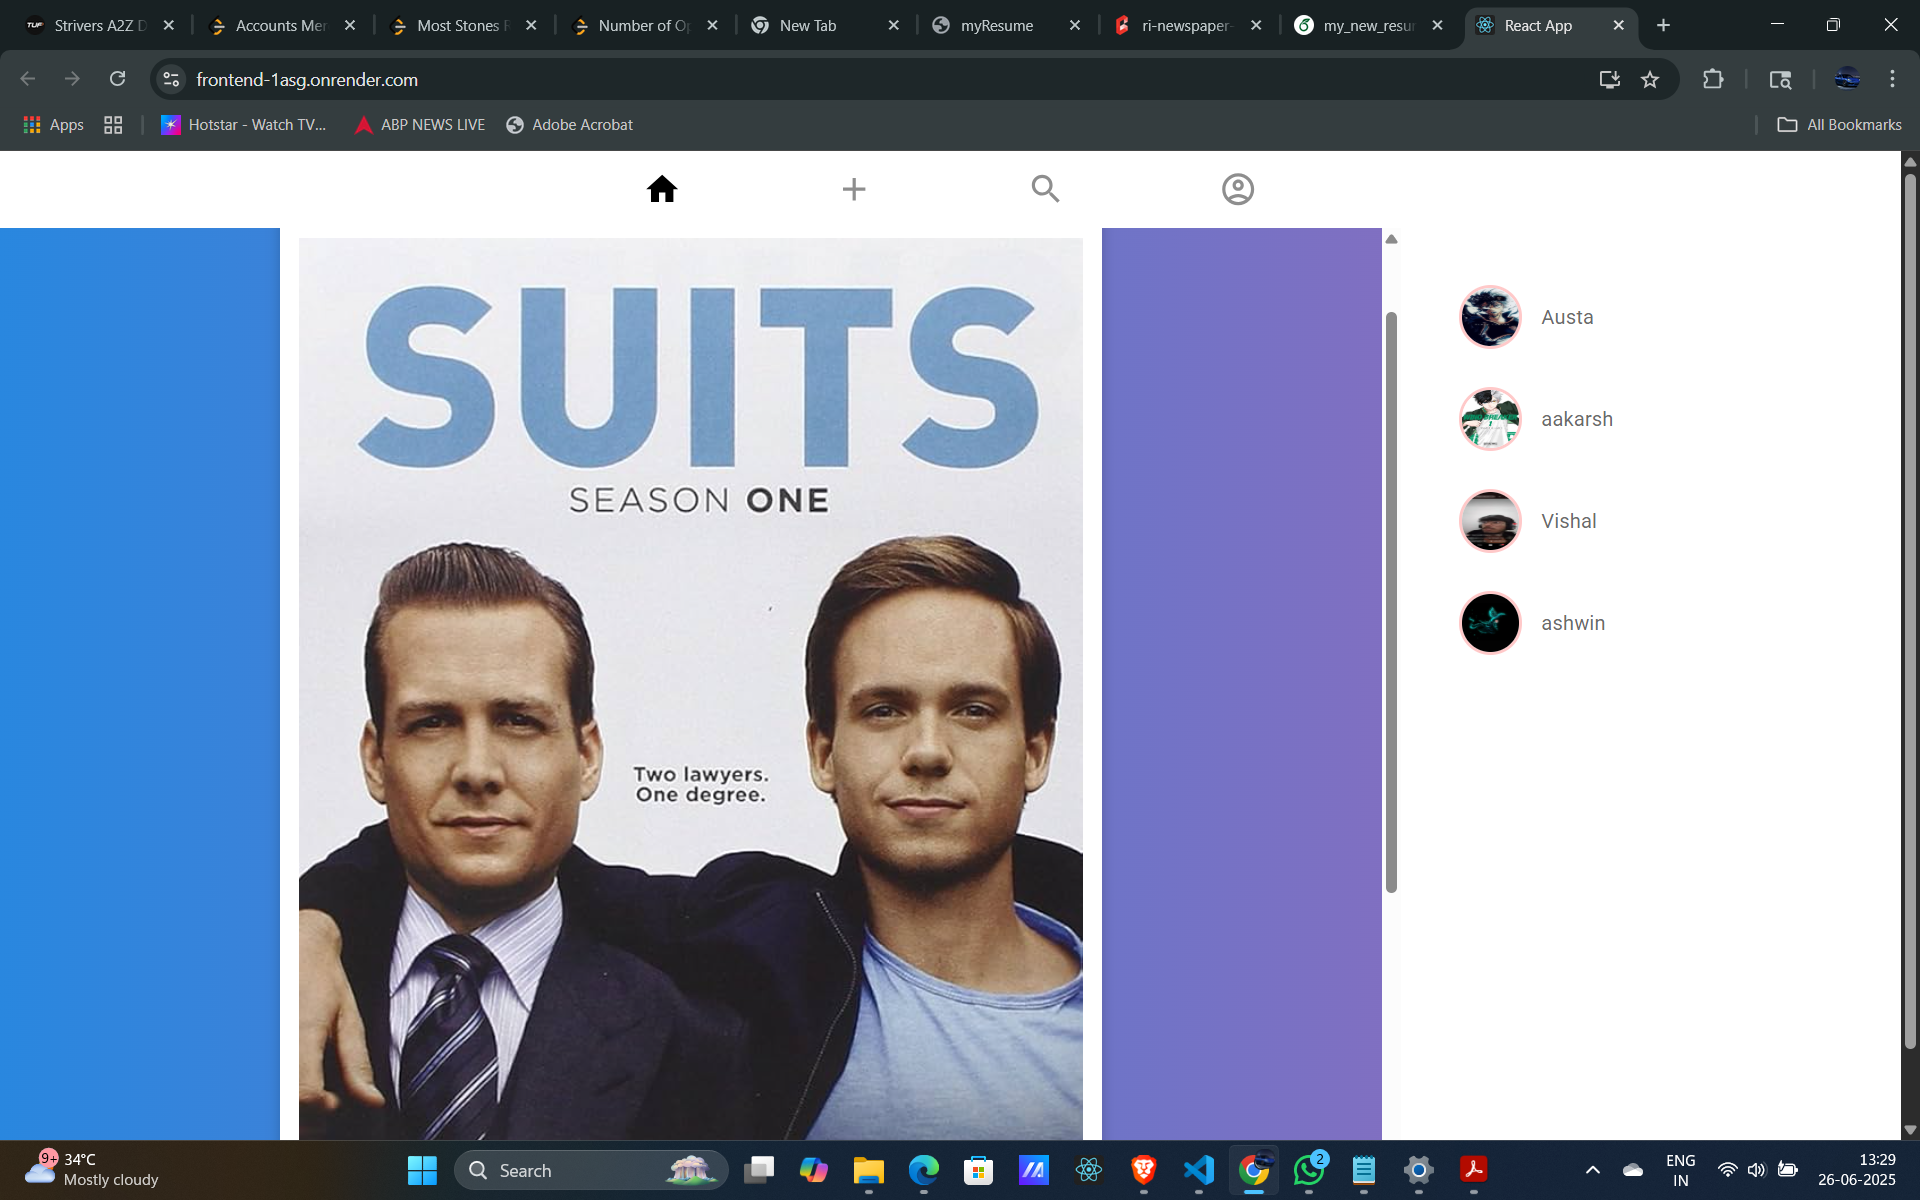 Strivers A2Z D
Accounts Mer
Most Stones R
Number of Op
New Tab
myResume
ri-newspaper-
my_new_resur
React App
frontend-1asg.onrender.com
Apps
Hotstar - Watch TV...
ABP NEWS LIVE
Adobe Acrobat
All Bookmarks
SUITS
SEASON ONE
Two lawyers.
One degree.
Austa
aakarsh
Vishal
ashwin
9+
34°C
Mostly cloudy
Search
2
ENG
IN
13:29
26-06-2025